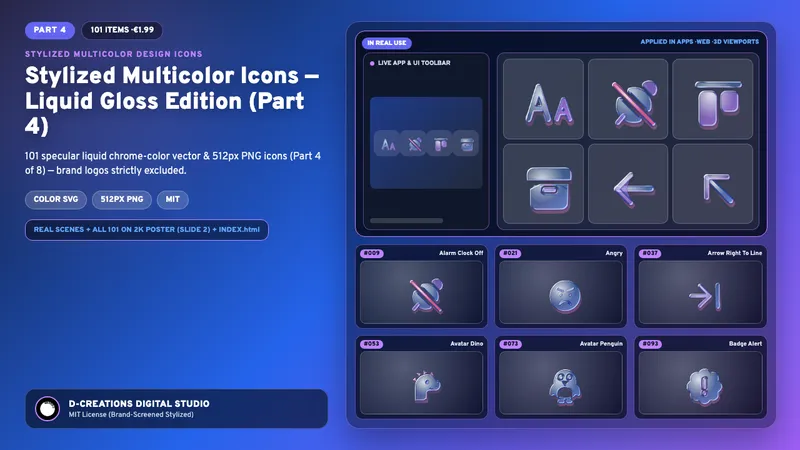 PART 4
101 ITEMS · €1.99
STYLIZED MULTICOLOR DESIGN ICONS
Stylized Multicolor Icons —
Liquid Gloss Edition (Part
4)
101 specular liquid chrome-color vector & 512px PNG icons (Part 4
of 8) — brand logos strictly excluded.
COLOR SVG
512PX PNG
MIT
REAL SCENES + ALL 101 ON 2K POSTER (SLIDE 2) + INDEX.html
D-CREATIONS DIGITAL STUDIO
MIT License (Brand-Screened Stylized)
IN REAL USE
APPLIED IN APPS · WEB · 3D VIEWPORTS
LIVE APP & UI TOOLBAR
#009
Alarm Clock Off
#021
Angry
#037
Arrow Right To Line
#053
Avatar Dino
#073
Avatar Penguin
#093
Badge Alert